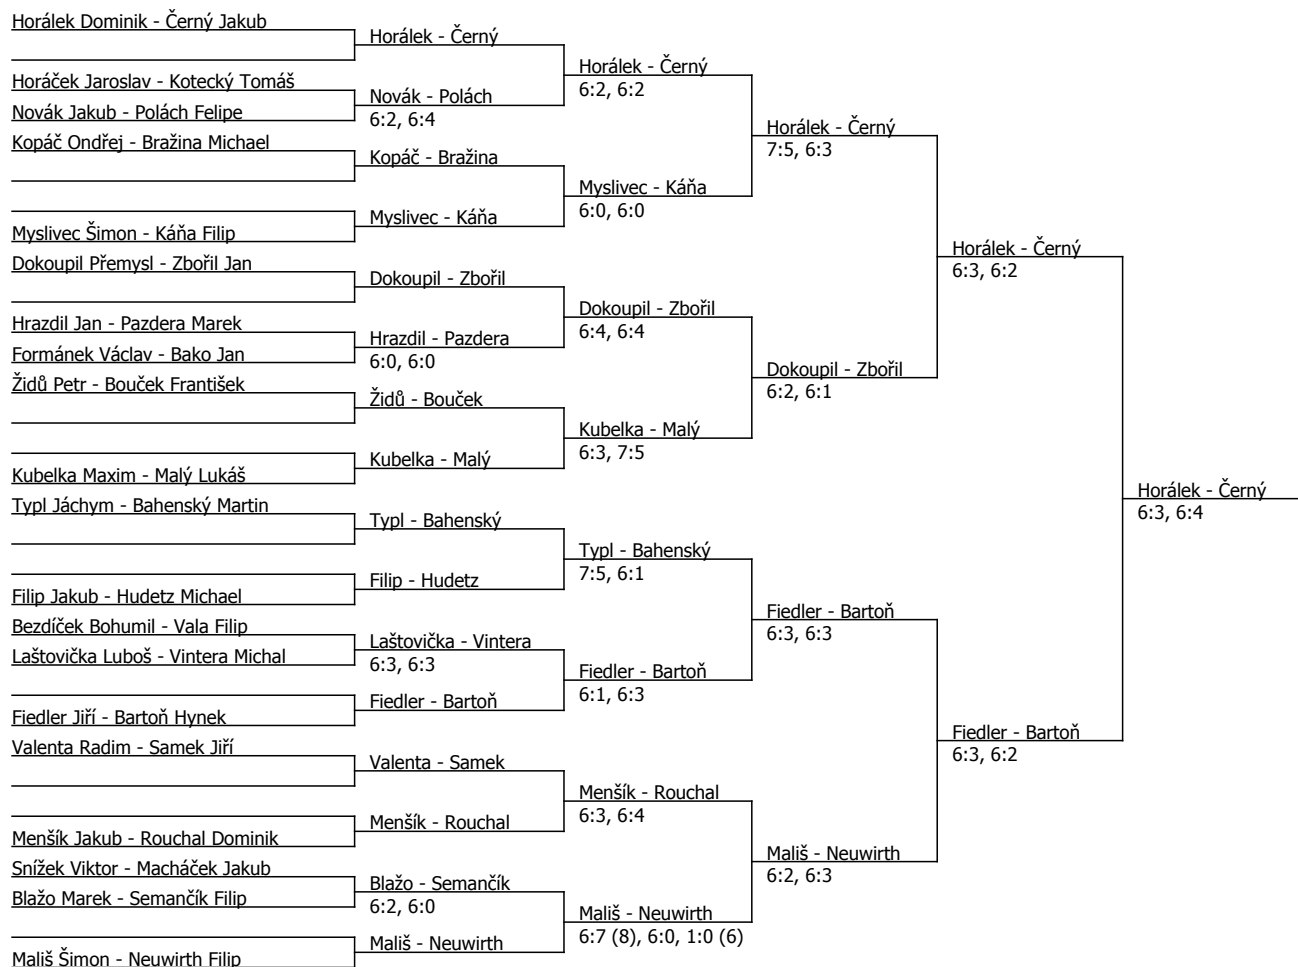 Horálek Dominik - Černý Jakub
Horáček Jaroslav - Kotecký Tomáš
Novák Jakub - Polách Felipe
Kopáč Ondřej - Bražina Michael
Myslivec Šimon - Káňa Filip
Dokoupil Přemysl - Zbořil Jan
Hrazdil Jan - Pazdera Marek
Formánek Václav - Bako Jan
Židů Petr - Bouček František
Kubelka Maxim - Malý Lukáš
Typl Jáchym - Bahenský Martin
Filip Jakub - Hudetz Michael
Bezdíček Bohumil - Vala Filip
Laštovička Luboš - Vintera Michal
Fiedler Jiří - Bartoň Hynek
Valenta Radim - Samek Jiří
Menšík Jakub - Rouchal Dominik
Snížek Viktor - Macháček Jakub
Blažo Marek - Semančík Filip
Mališ Šimon - Neuwirth Filip
Horálek - Černý
Novák - Polách
6:2, 6:4
Kopáč - Bražina
Myslivec - Káňa
Dokoupil - Zbořil
Hrazdil - Pazdera
6:0, 6:0
Židů - Bouček
Kubelka - Malý
Typl - Bahenský
Filip - Hudetz
Laštovička - Vintera
6:3, 6:3
Fiedler - Bartoň
Valenta - Samek
Menšík - Rouchal
Blažo - Semančík
6:2, 6:0
Mališ - Neuwirth
Horálek - Černý
6:2, 6:2
Myslivec - Káňa
6:0, 6:0
Dokoupil - Zbořil
6:4, 6:4
Kubelka - Malý
6:3, 7:5
Typl - Bahenský
7:5, 6:1
Fiedler - Bartoň
6:1, 6:3
Menšík - Rouchal
6:3, 6:4
Mališ - Neuwirth
6:7 (8), 6:0, 1:0 (6)
Horálek - Černý
7:5, 6:3
Dokoupil - Zbořil
6:2, 6:1
Fiedler - Bartoň
6:3, 6:3
Mališ - Neuwirth
6:2, 6:3
Horálek - Černý
6:3, 6:2
Fiedler - Bartoň
6:3, 6:2
Horálek - Černý
6:3, 6:4